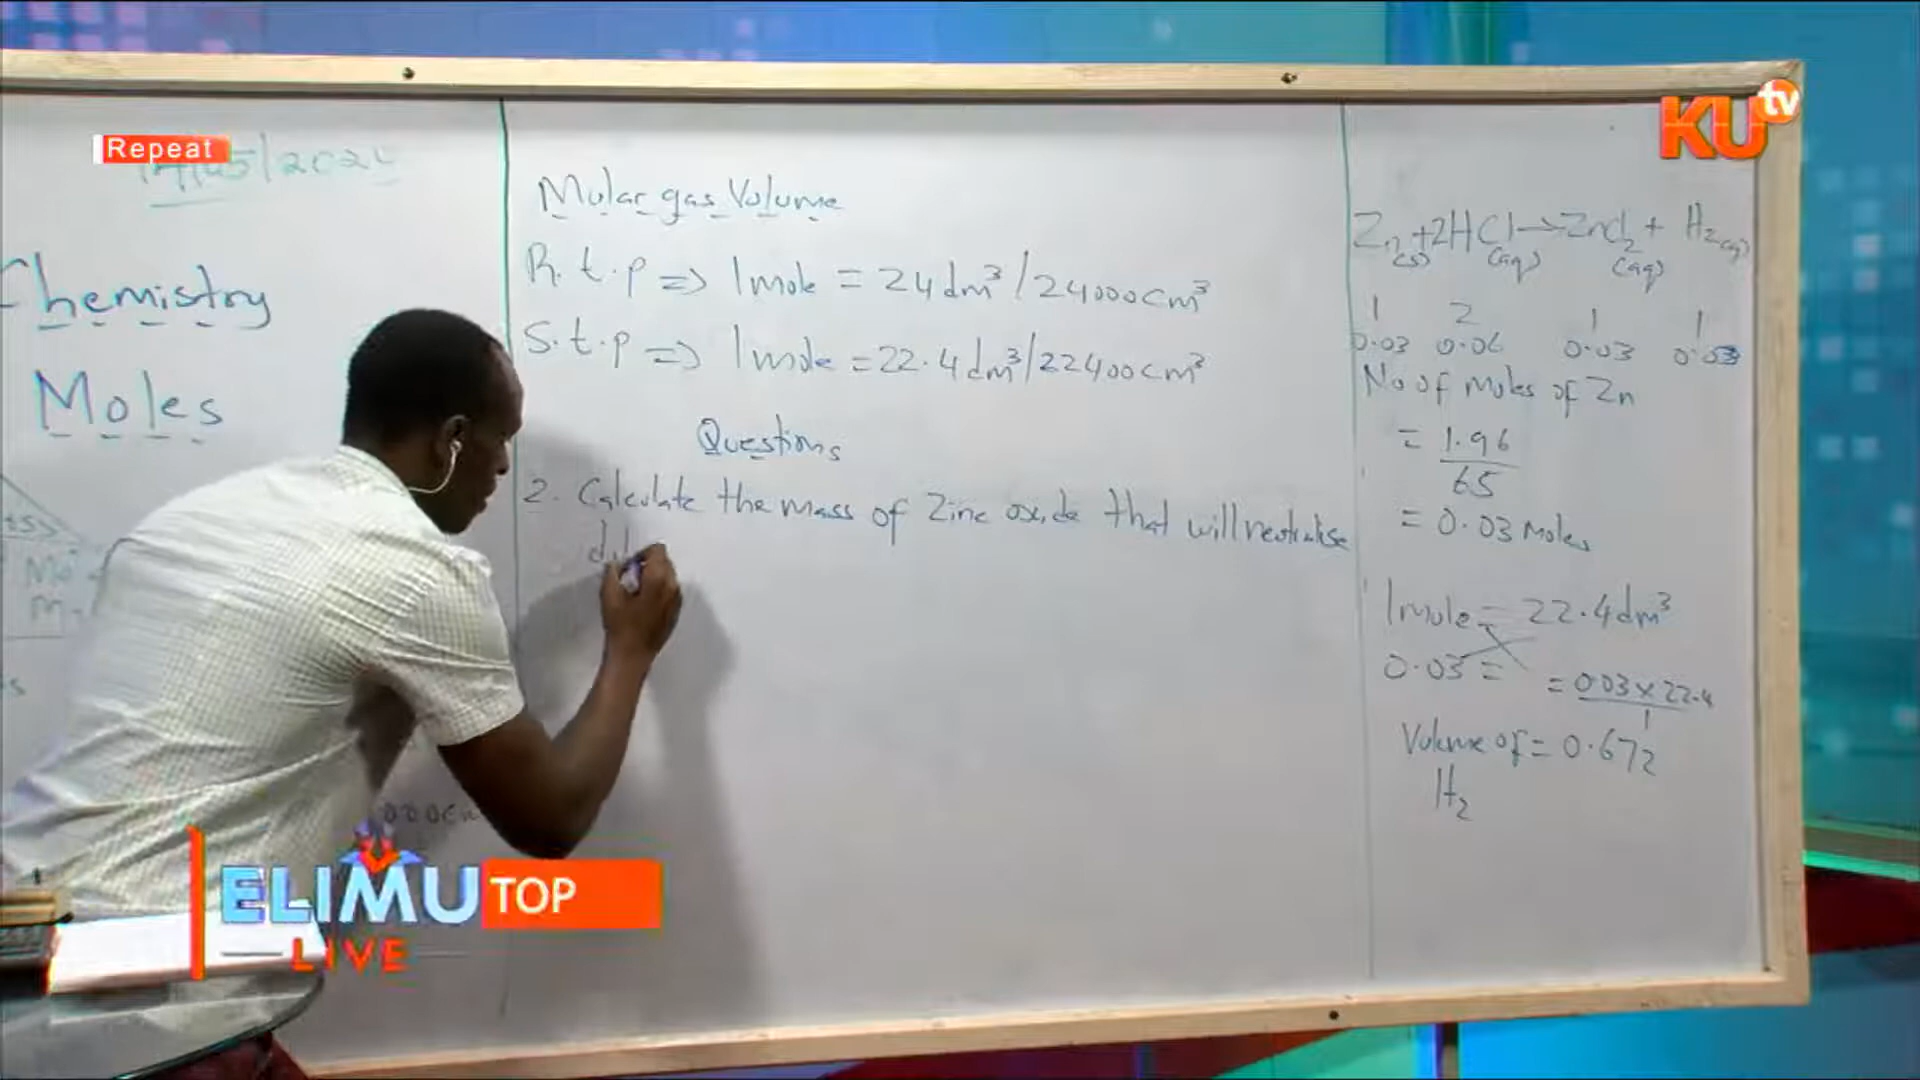 Repeat
KU tv
Chemistry
Moles
Molar gas Volume
R.t.p => 1mole = 24dm³/24000cm³
S.t.p => 1mole = 22.4dm³/22400cm³
Questions
2. Calculate the mass of Zinc oxide that will neutralise
Zn(s)+2HCl(aq)→ZnCl₂(aq) + H₂(g)
1 2 1 1
0.03 0.06 0.03 0.03
No of moles of Zn
= 1.96
65
= 0.03 Moles
1mole = 22.4dm³
0.03 =
= 0.03 x 22.4
1
Volume of = 0.672
H₂
ELIMU TOP
LIVE